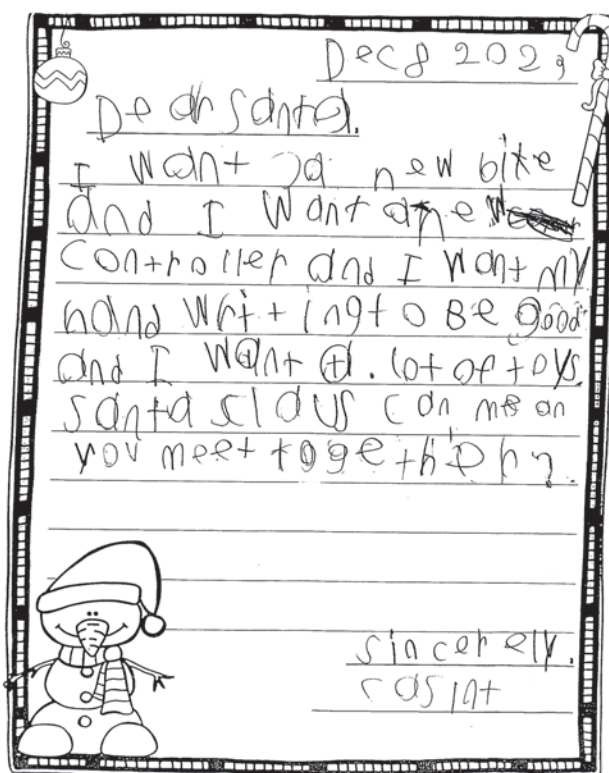 Dec 8 2023
Dear Santa.
I want a new bike
and I want a new
controller and I want my
hand writting to Be good
and I want a. lot of toys.
santa claus can me an
you meet together?
sincerely.